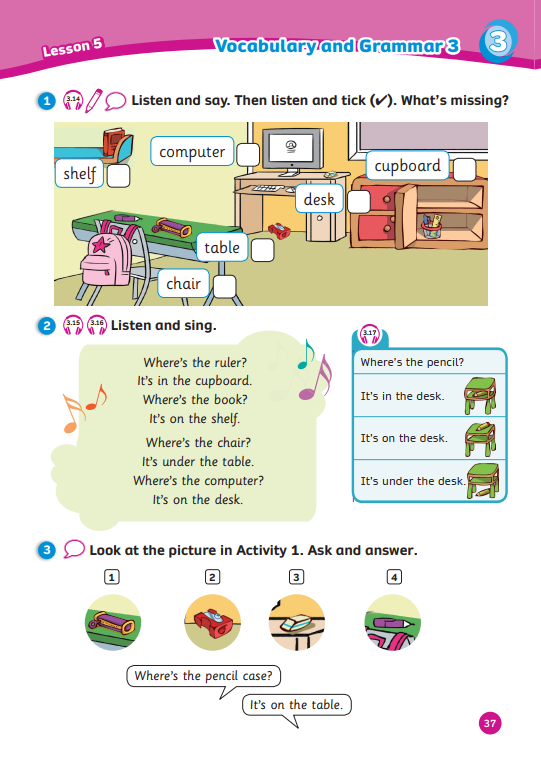 Lesson 5
Vocabulary and Grammar 3
3
1 3.14 Listen and say. Then listen and tick (✔). What's missing?
computer
shelf
cupboard
desk
table
chair
2 3.15 3.16 Listen and sing.
Where's the ruler?
It's in the cupboard.
Where's the book?
It's on the shelf.
Where's the chair?
It's under the table.
Where's the computer?
It's on the desk.
3.17
Where's the pencil?
It's in the desk.
It's on the desk.
It's under the desk.
3 Look at the picture in Activity 1. Ask and answer.
1 2 3 4
Where's the pencil case?
It's on the table.
37